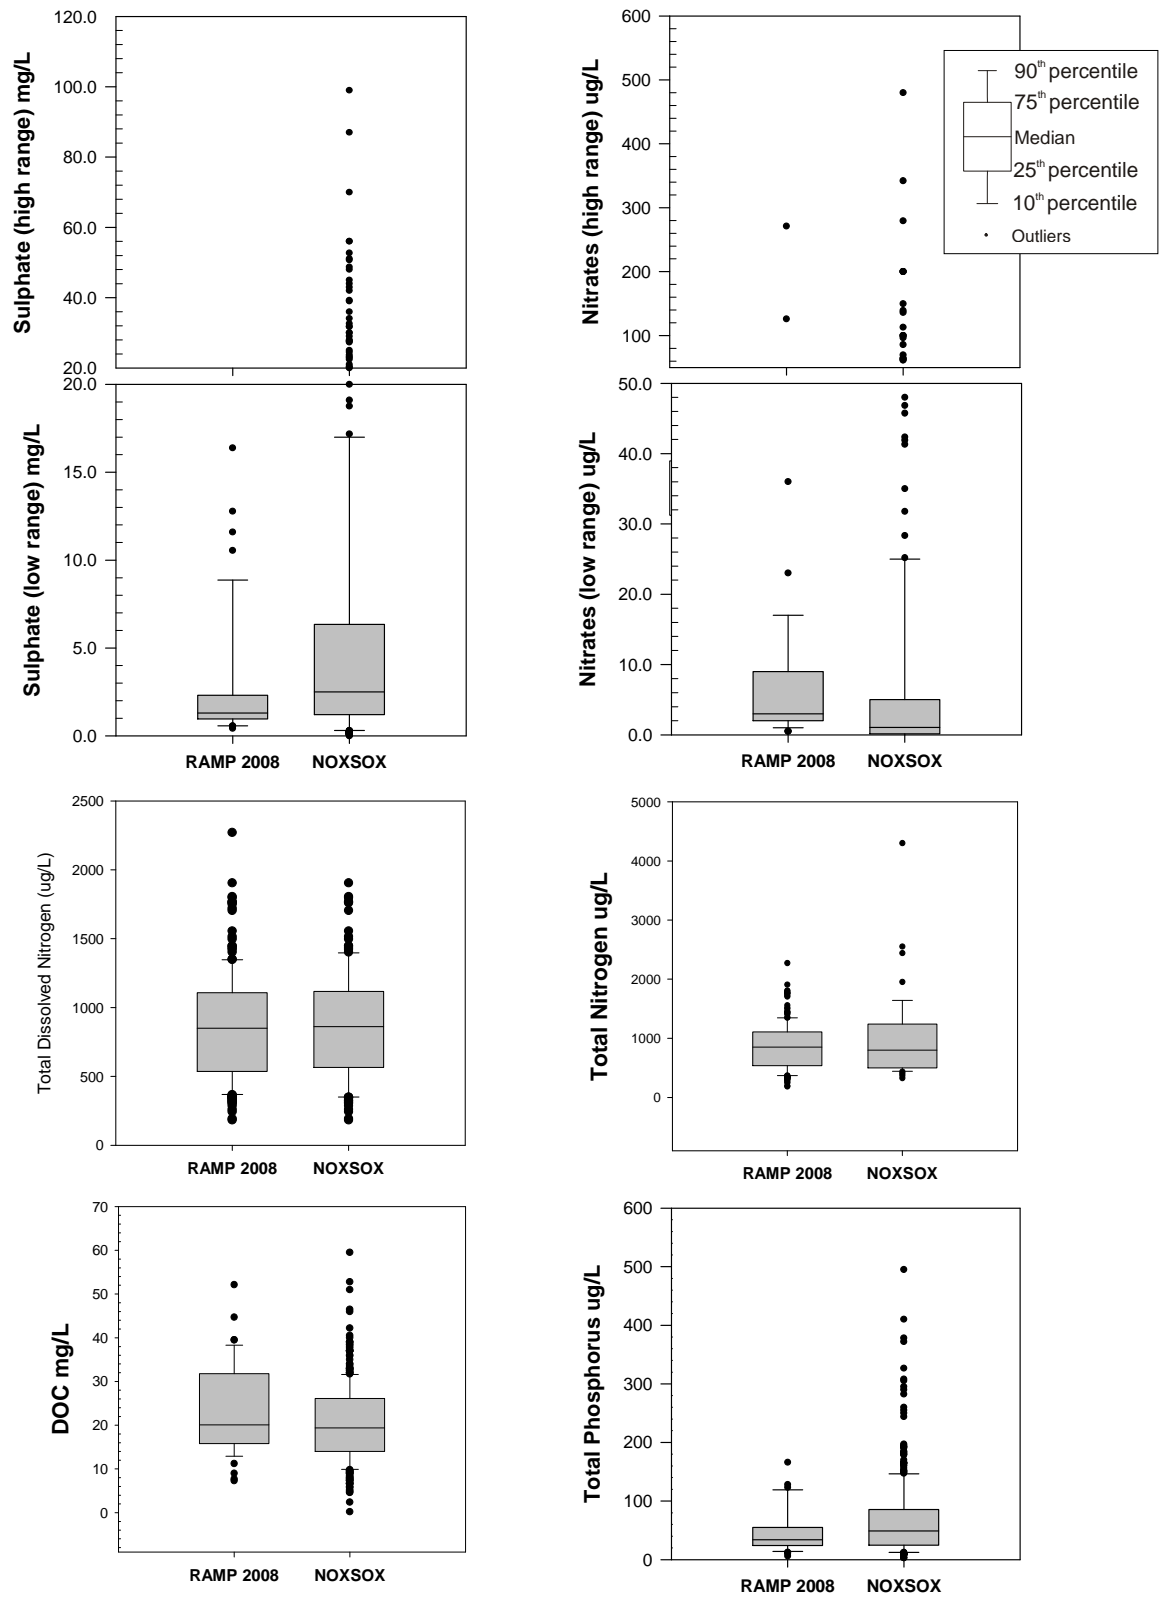 Sulphate (high range) mg/L
120.0
100.0
80.0
60.0
40.0
20.0
Nitrates (high range) ug/L
600
500
400
300
200
100
90th percentile
75th percentile
Median
25th percentile
10th percentile
Outliers
Sulphate (low range) mg/L
20.0
15.0
10.0
5.0
0.0
RAMP 2008 NOXSOX
Nitrates (low range) ug/L
50.0
40.0
30.0
20.0
10.0
0.0
RAMP 2008 NOXSOX
Total Dissolved Nitrogen (ug/L)
2500
2000
1500
1000
500
0
RAMP 2008 NOXSOX
Total Nitrogen ug/L
5000
4000
3000
2000
1000
0
RAMP 2008 NOXSOX
DOC mg/L
70
60
50
40
30
20
10
0
RAMP 2008 NOXSOX
Total Phosphorus ug/L
600
500
400
300
200
100
0
RAMP 2008 NOXSOX